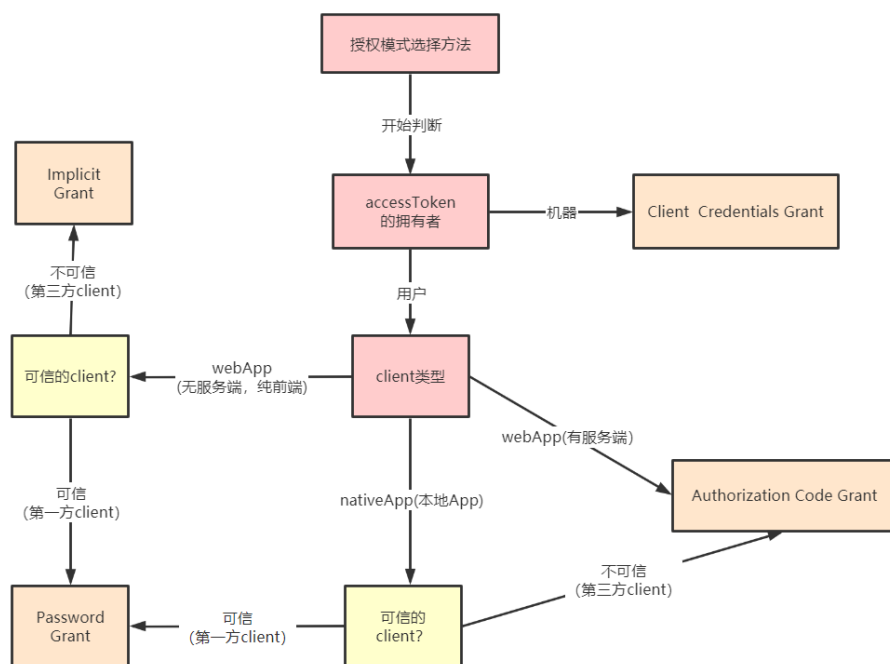 授权模式选择方法
开始判断
Implicit
Grant
accessToken
的拥有者
机器
Client Credentials Grant
不可信
(第三方client)
用户
可信的client?
webApp
(无服务端，纯前端)
client类型
webApp(有服务端)
可信
(第一方client)
nativeApp(本地App)
Authorization Code Grant
不可信
(第三方client)
Password
Grant
可信
(第一方client)
可信的
client？